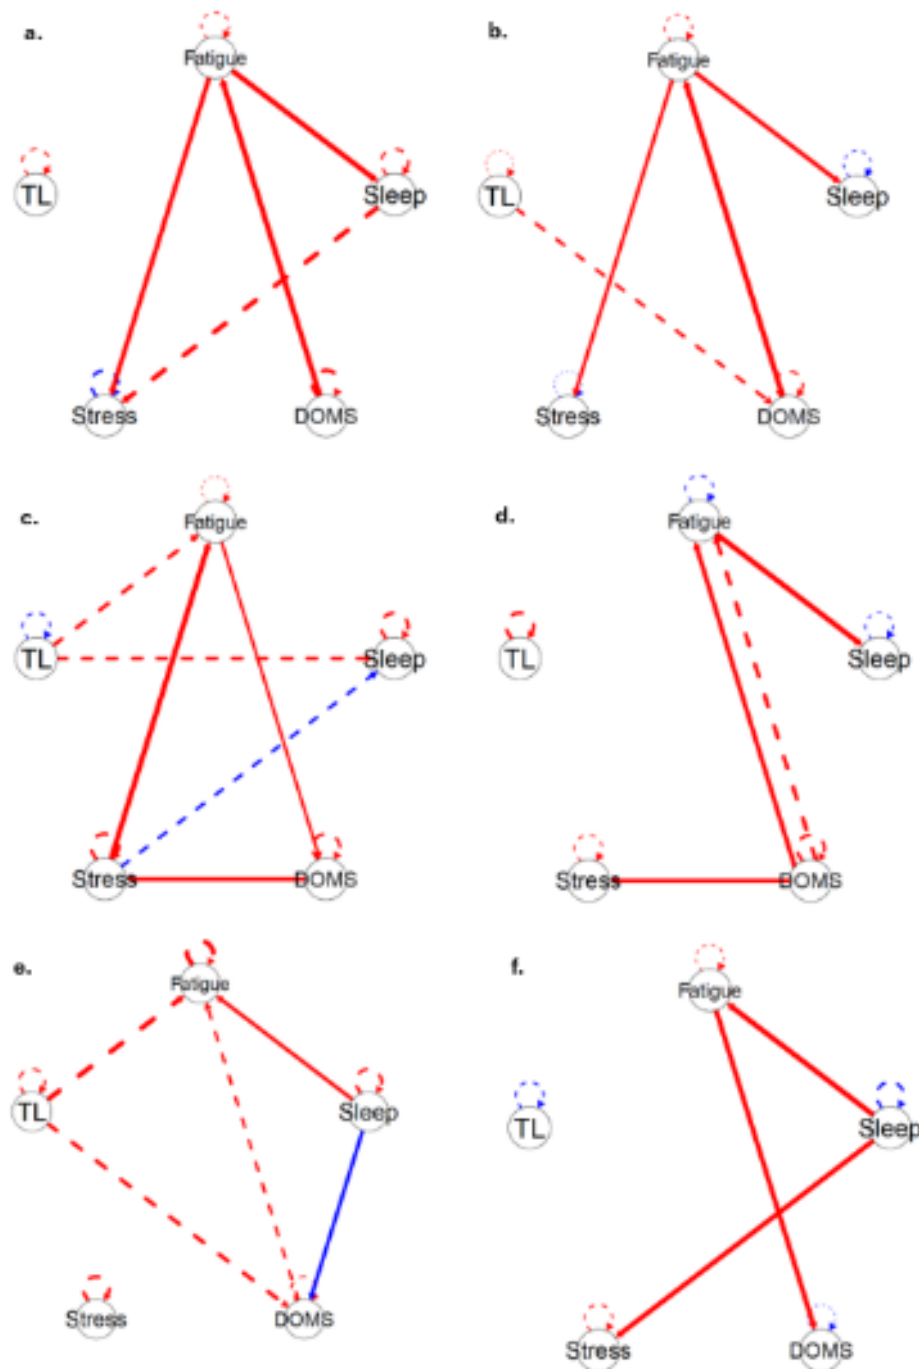 a.
Fatigue
TL
Sleep
Stress
DOMS
b.
Fatigue
TL
Sleep
Stress
DOMS
c.
Fatigue
TL
Sleep
Stress
DOMS
d.
Fatigue
TL
Sleep
Stress
DOMS
e.
Fatigue
TL
Sleep
Stress
DOMS
f.
Fatigue
TL
Sleep
Stress
DOMS